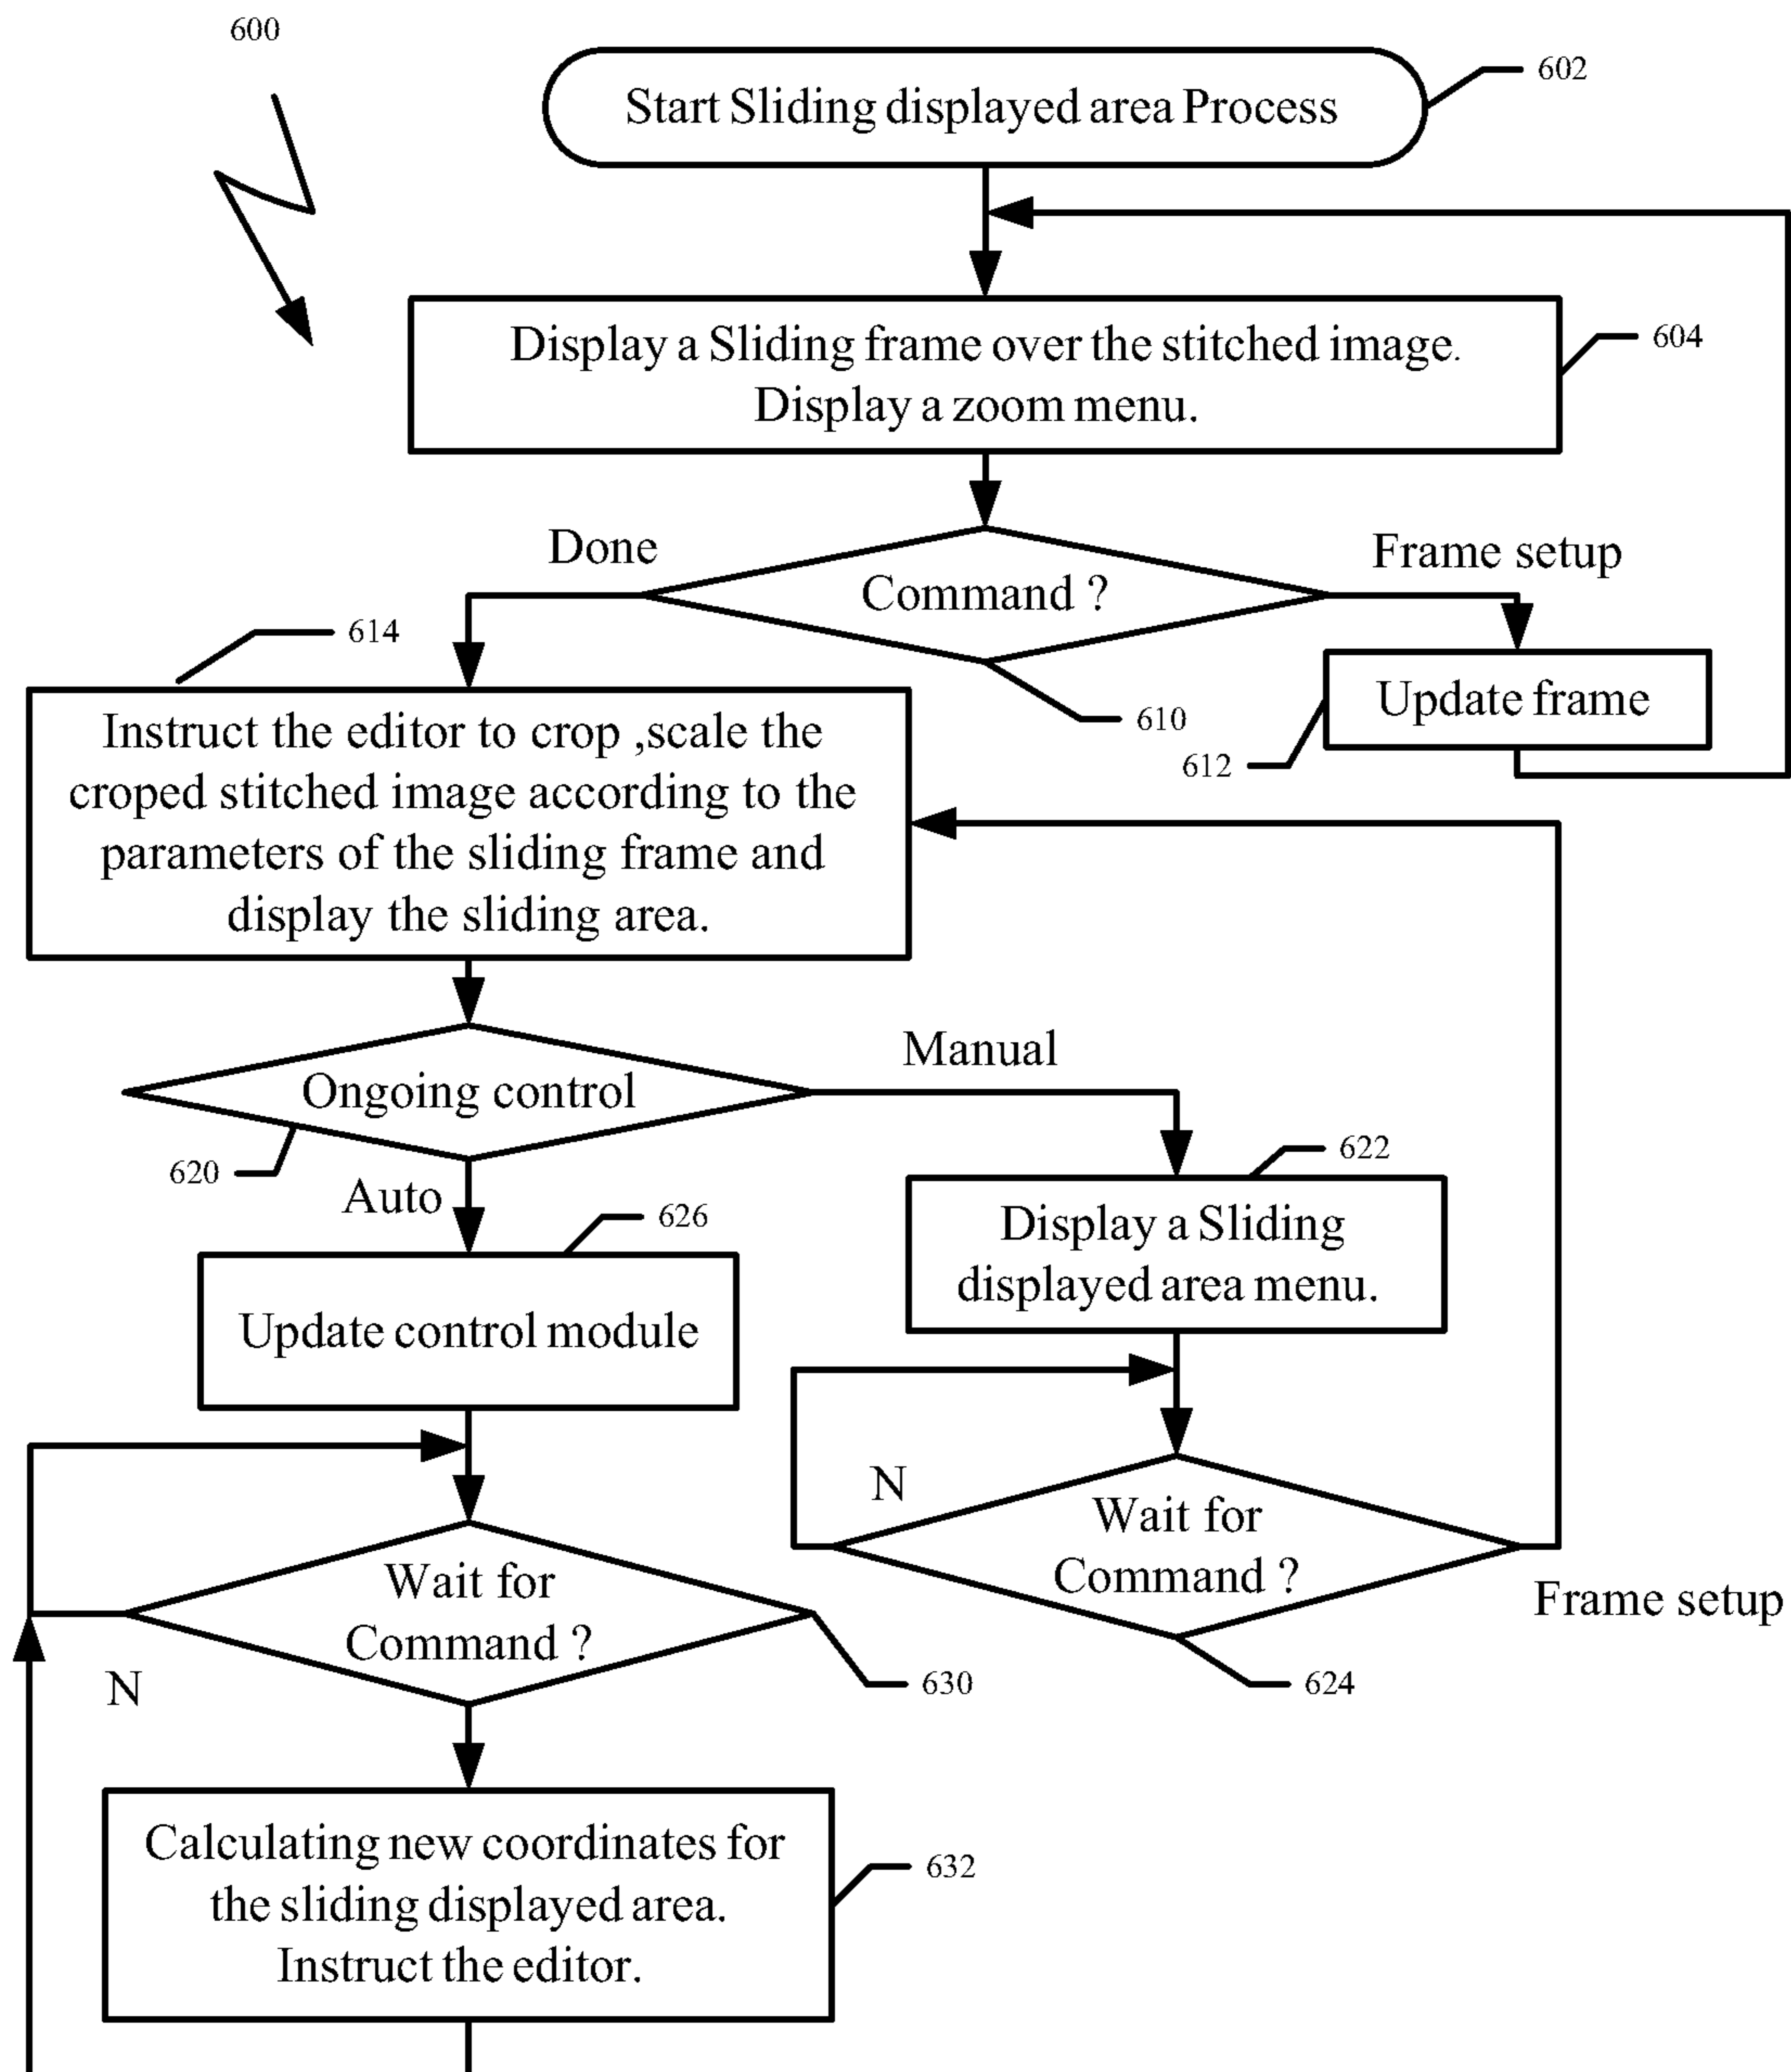 600
602
Start Sliding displayed area Process
604
Display a Sliding frame over the stitched image.
Display a zoom menu.
Done
Frame setup
Command ?
614
610
Update frame
612
Instruct the editor to crop ,scale the
croped stitched image according to the
parameters of the sliding frame and
display the sliding area.
Manual
Ongoing control
620
622
Auto
626
Display a Sliding
displayed area menu.
Update control module
N
Wait for
Command ?
Frame setup
624
Wait for
Command ?
N
630
Calculating new coordinates for
the sliding displayed area.
Instruct the editor.
632